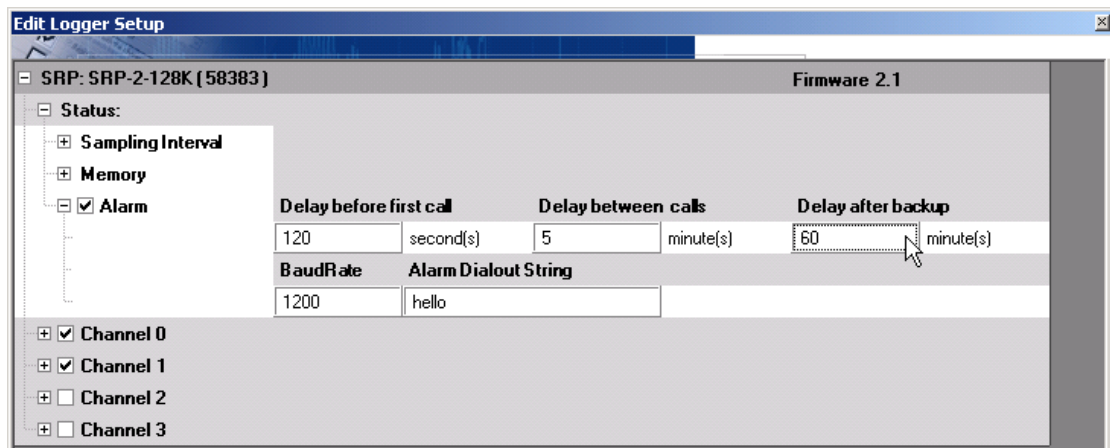 Edit Logger Setup
SRP: SRP-2-128K (58383) Firmware 2.1
Status:
Sampling Interval
Memory
Alarm Delay before first call Delay between calls Delay after backup
120 second(s) 5 minute(s) 60 minute(s)
BaudRate Alarm Dialout String
1200 hello
Channel 0
Channel 1
Channel 2
Channel 3